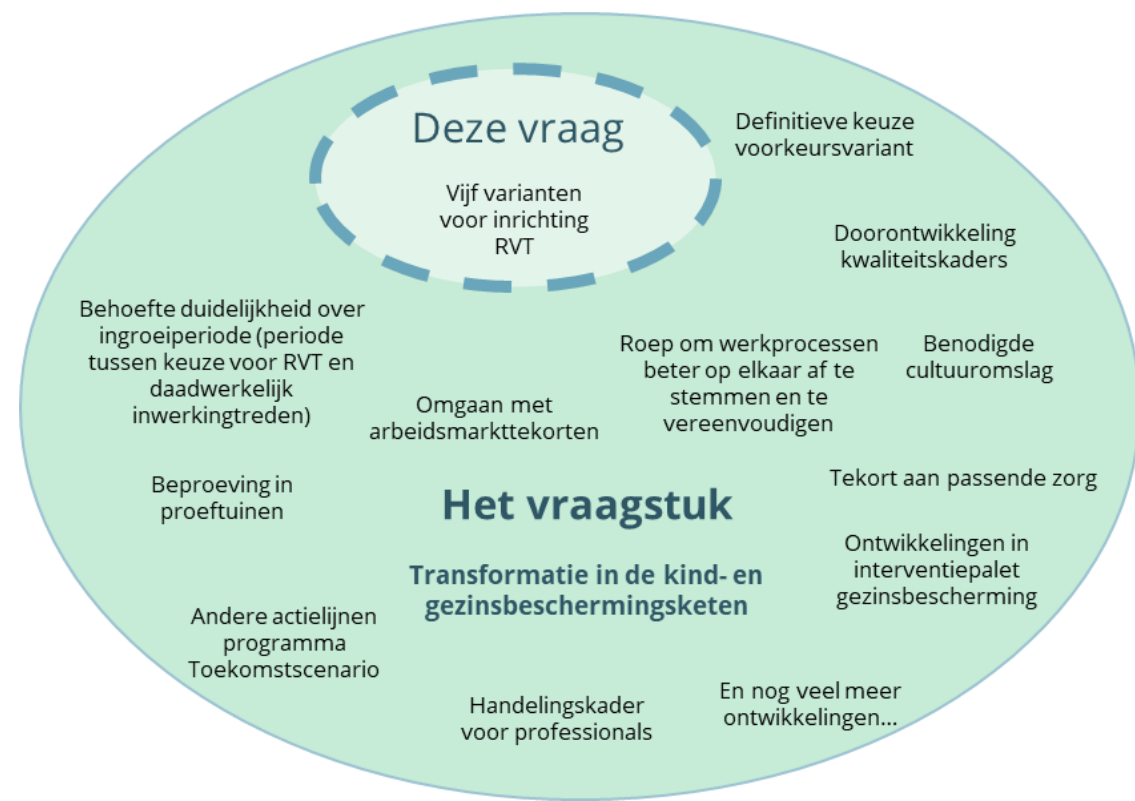 Deze vraag
Vijf varianten
voor inrichting
RVT
Definitieve keuze
voorkeursvariant
Doorontwikkeling
kwaliteitskaders
Behoefte duidelijkheid over
ingroeiperiode (periode
tussen keuze voor RVT en
daadwerkelijk
inwerkingtreden)
Omgaan met
arbeidsmarkttekorten
Roep om werkprocessen
beter op elkaar af te
stemmen en te
vereenvoudigen
Benodigde
cultuuromslag
Beproeving in
proeftuinen
Het vraagstuk
Transformatie in de kind- en
gezinsbeschermingsketen
Tekort aan passende zorg
Ontwikkelingen in
interventiepalet
gezinsbescherming
Andere actielijnen
programma
Toekomstscenario
Handelingskader
voor professionals
En nog veel meer
ontwikkelingen...